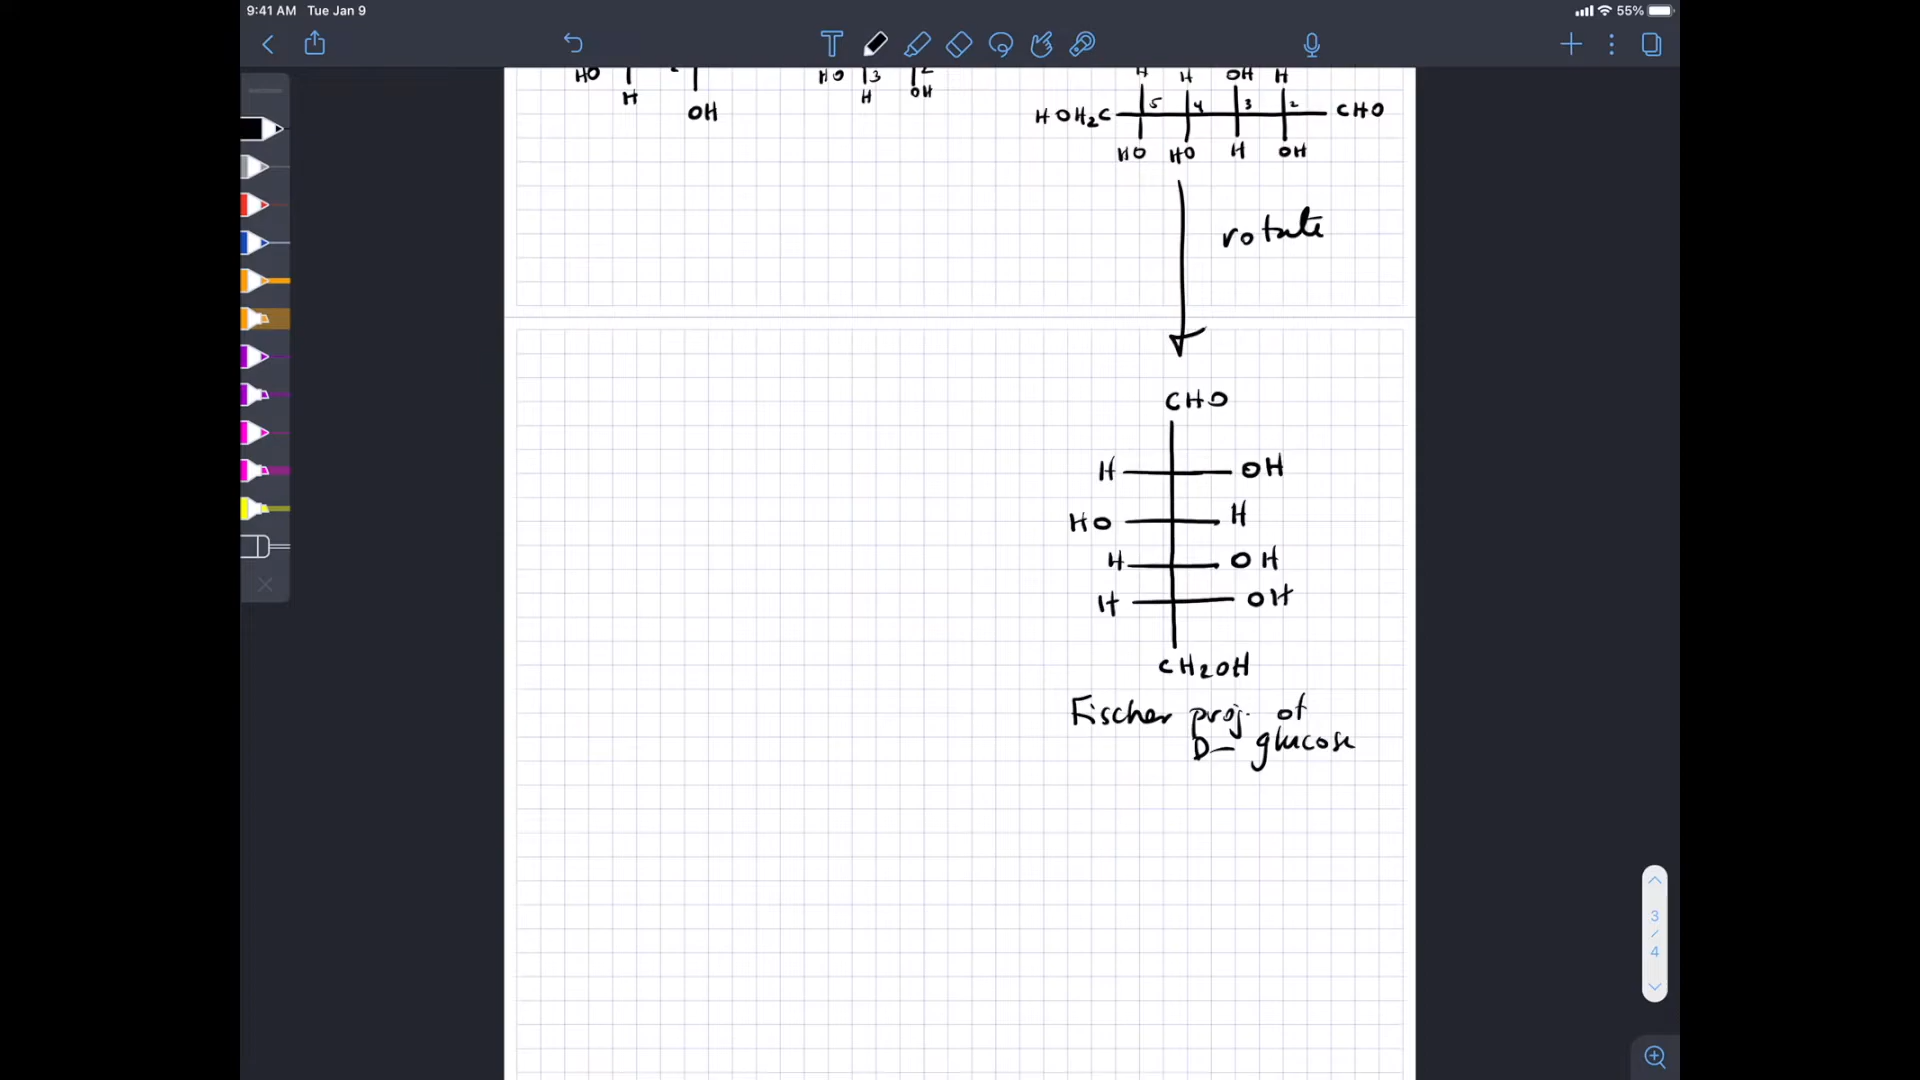 9:41 AM Tue Jan 9
55%
T
H H OH H
HO 3 2
HO
H OH
H
OH
HOH₂C 5 4 3 2 CHO
HO HO H OH
rotate
CHO
H OH
HO H
H OH
H OH
CH2OH
Fischer proj. of
D- glucose
3
/
4